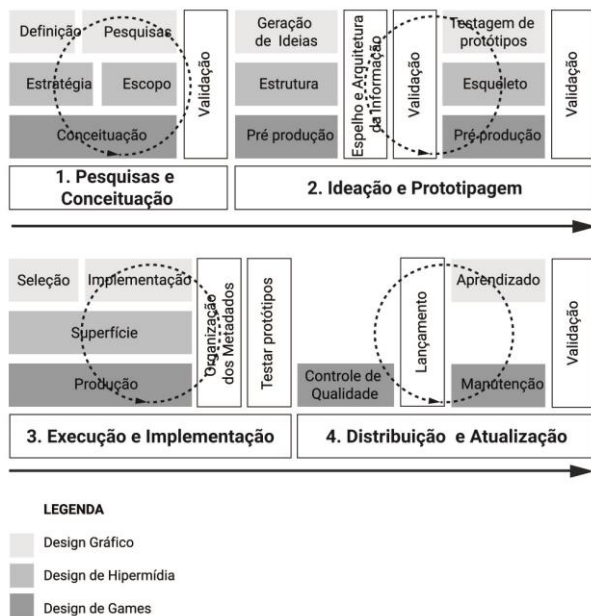 Definição
Pesquisas
Estratégia
Escopo
Conceituação
Validação
1. Pesquisas e
Conceituação
Geração
de Ideias
Estrutura
Pré produção
Espelho e Arquitetura
da Informação
Validação
Testagem de
protótipos
Esqueleto
Pré-produção
Validação
2. Ideação e Prototipagem
Seleção
Implementação
Superfície
Produção
Organização
dos Metadados
Testar protótipos
3. Execução e Implementação
Controle de
Qualidade
Lançamento
Aprendizado
Manutenção
Validação
4. Distribuição e Atualização
LEGENDA
Design Gráfico
Design de Hipermídia
Design de Games